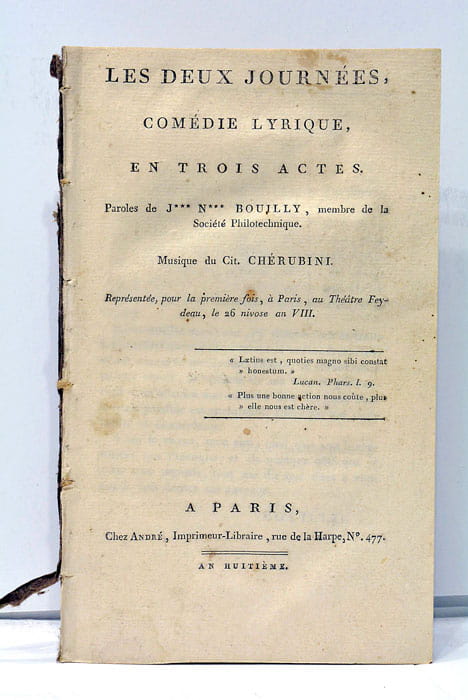 LES DEUX JOURNÉES,
COMÉDIE LYRIQUE,
EN TROIS ACTES.
Paroles de J*** N*** BOUILLY, membre de la
Société Philotechnique.
Musique du Cit. CHÉRUBINI.
Représentée, pour la première fois, à Paris, au Théâtre Fey-
deau, le 26 nivose an VIII.
« Lætius est, quoties magno sibi constat
» honestum. »
Lucan. Phars. l. 9.
« Plus une bonne action nous coûte, plus
» elle nous est chère. »
A PARIS,
Chez ANDRÉ, Imprimeur-Libraire, rue de la Harpe, Nº. 477.
AN HUITIÈME.